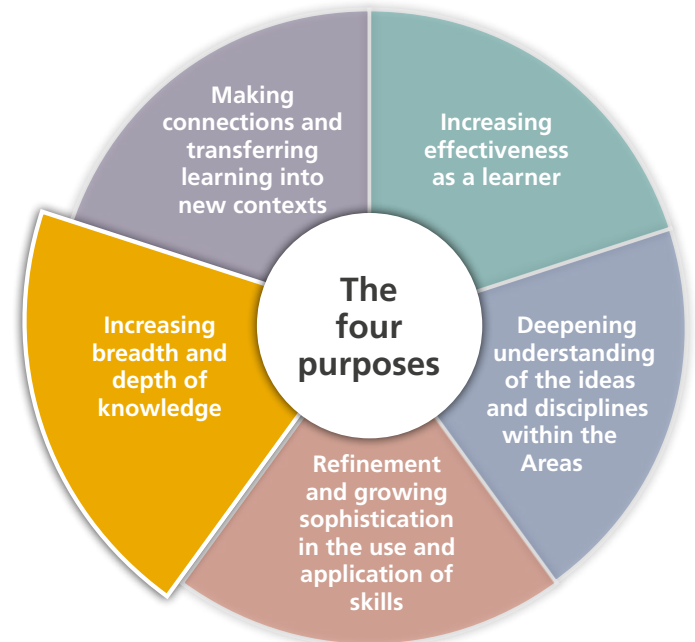 Making
connections and
transferring
learning into
new contexts
Increasing
effectiveness
as a learner
The
four
purposes
Increasing
breadth and
depth of
knowledge
Deepening
understanding
of the ideas
and disciplines
within the
Areas
Refinement
and growing
sophistication
in the use and
application of
skills